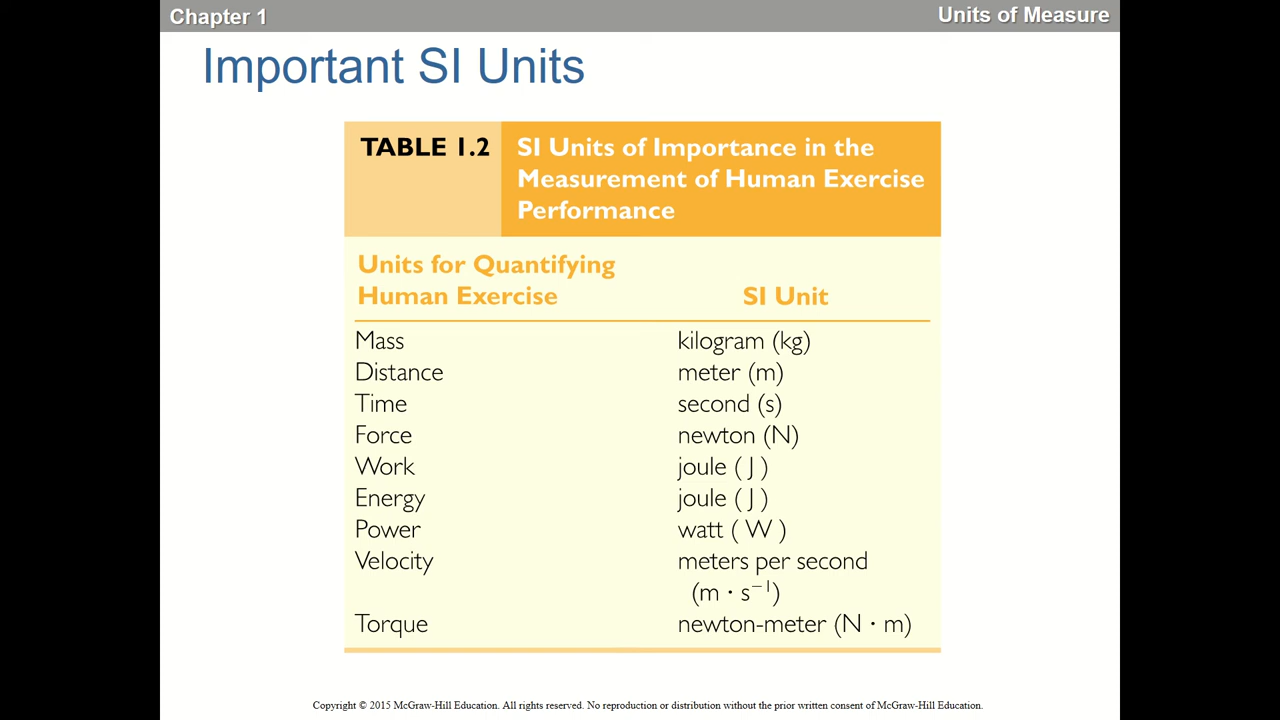 Chapter 1
Units of Measure
Important SI Units
TABLE 1.2
SI Units of Importance in the
Measurement of Human Exercise
Performance
Units for Quantifying
Human Exercise
SI Unit
Mass kilogram (kg)
Distance meter (m)
Time second (s)
Force newton (N)
Work joule ( J )
Energy joule ( J )
Power watt ( W )
Velocity meters per second
(m · s⁻¹)
Torque newton-meter (N · m)
Copyright © 2015 McGraw-Hill Education. All rights reserved. No reproduction or distribution without the prior written consent of McGraw-Hill Education.